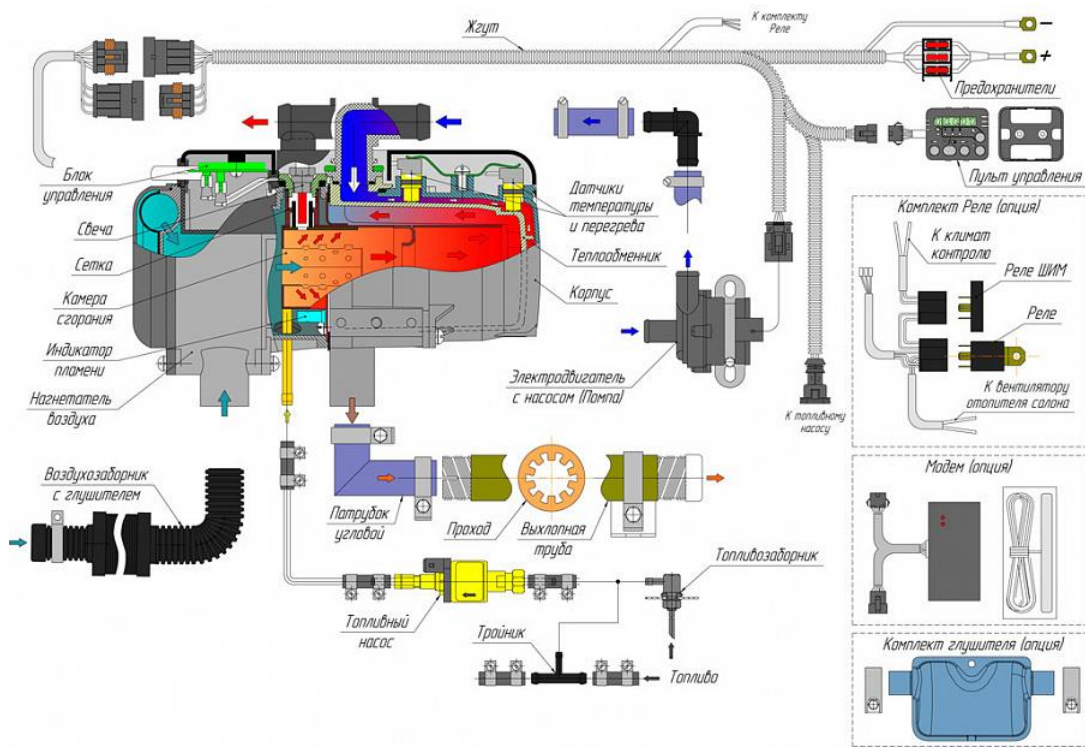 Жгут
К комплекту
Реле
−
+
Предохранители
Пульт управления
Блок
управления
Свеча
Сетка
Камера
сгорания
Индикатор
пламени
Нагнетатель
воздуха
Датчики
температуры
и перегрева
Теплообменник
Корпус
Электродвигатель
с насосом (Помпа)
К топливному
насосу
Комплект Реле (опция)
К климат
контролю
Реле ШИМ
Реле
К вентилятору
отопителя салона
Воздухозаборник
с глушителем
Патрубок
угловой
Проход
Выхлопная
труба
Модем (опция)
Топливный
насос
Топливозаборник
Тройник
Топливо
Комплект глушителя (опция)